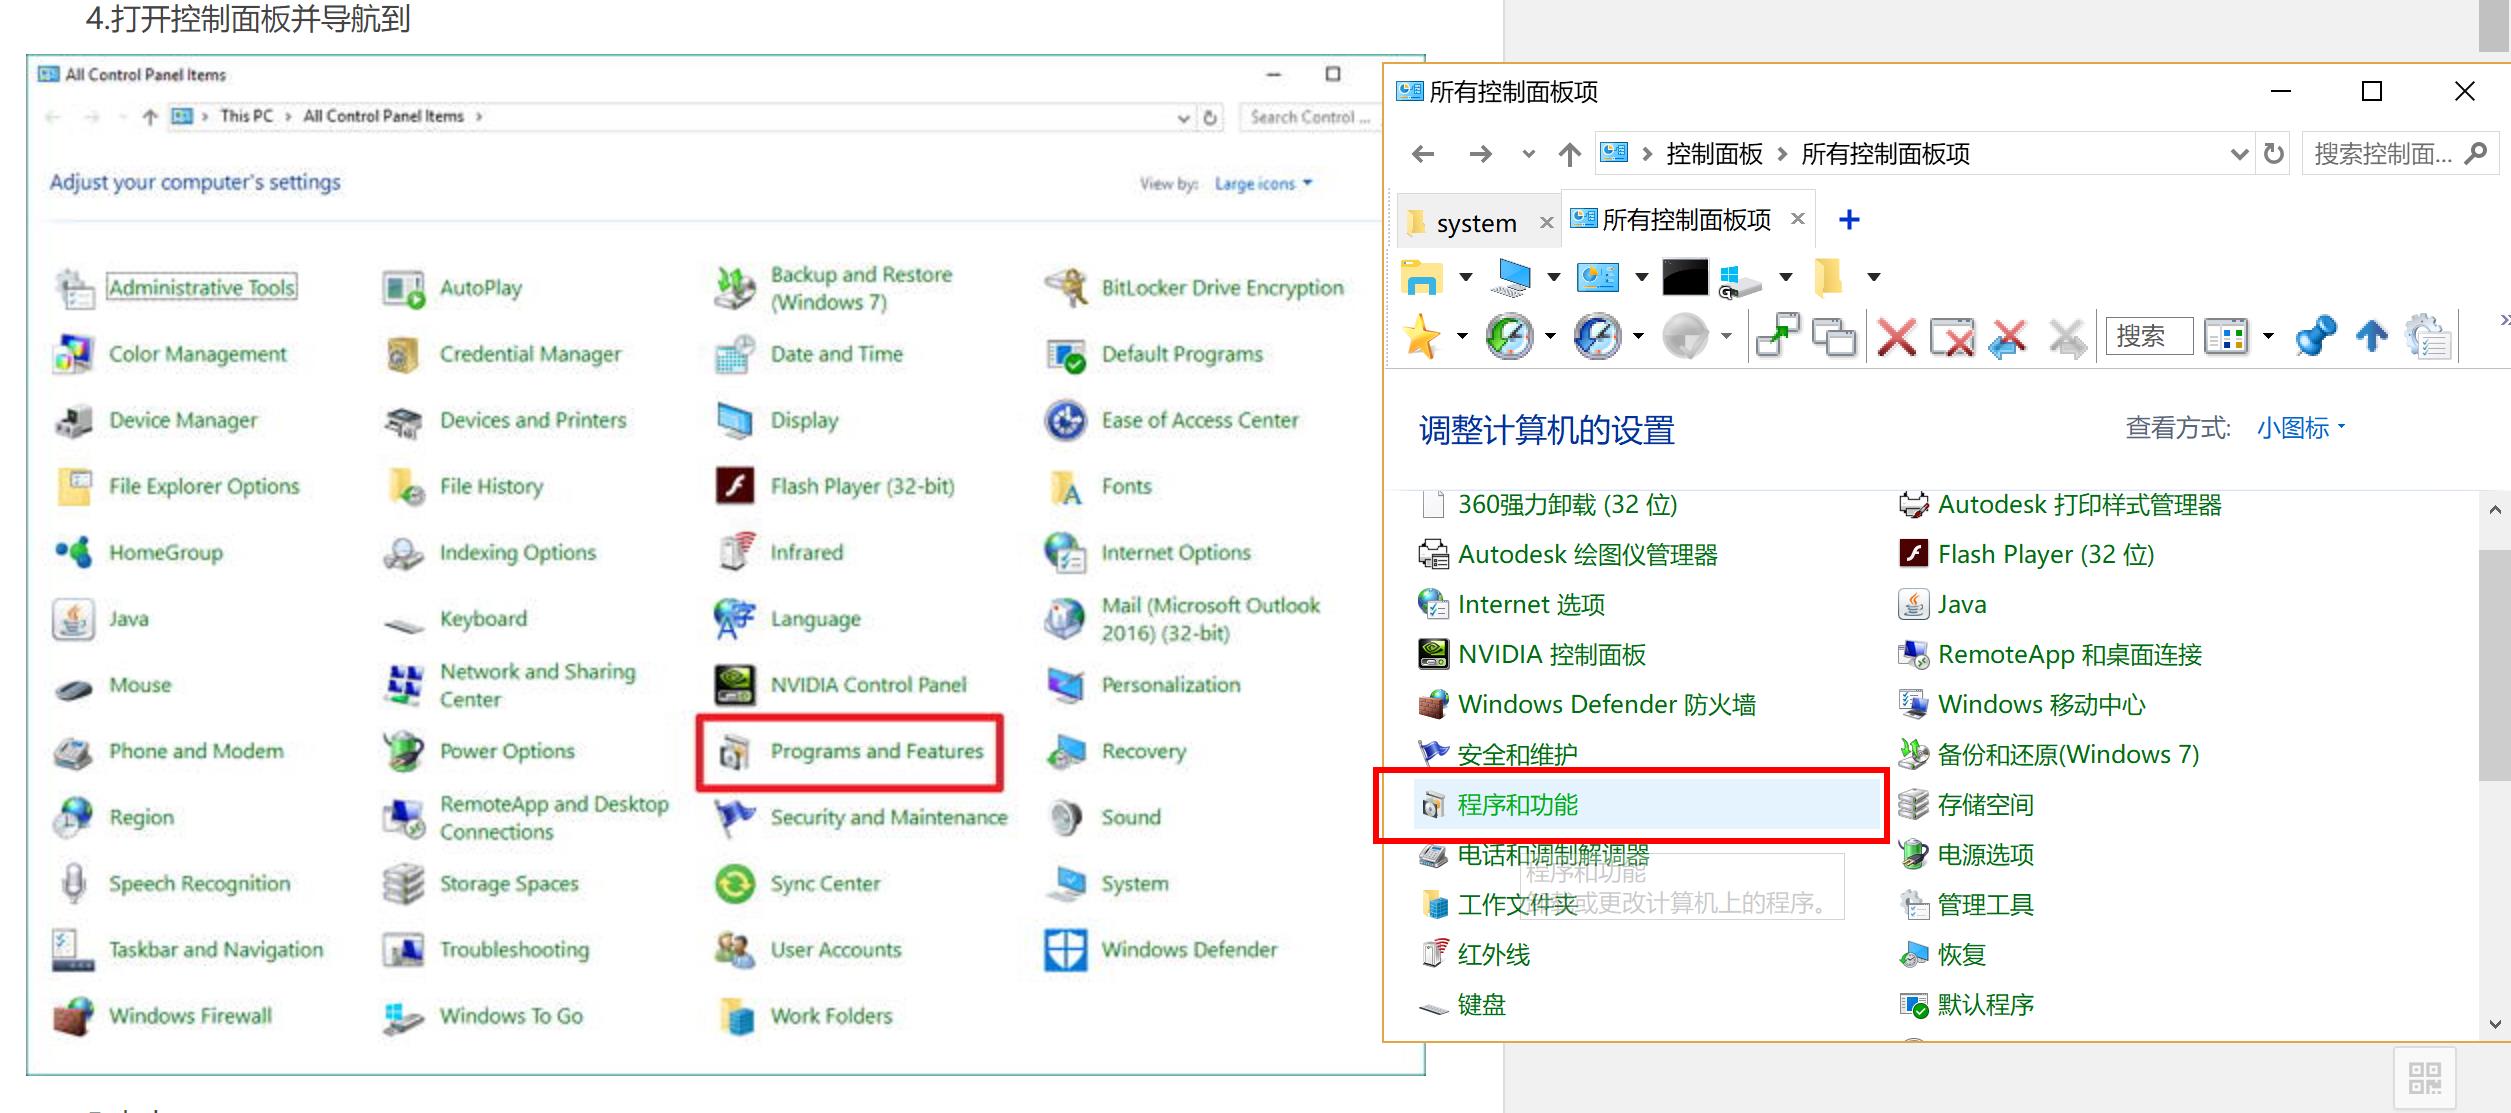 4.打开控制面板并导航到
All Control Panel Items
This PC > All Control Panel Items >
Search Control ...
Adjust your computer's settings
View by: Large icons
Administrative Tools
AutoPlay
Backup and Restore
(Windows 7)
BitLocker Drive Encryption
Color Management
Credential Manager
Date and Time
Default Programs
Device Manager
Devices and Printers
Display
Ease of Access Center
File Explorer Options
File History
Flash Player (32-bit)
Fonts
HomeGroup
Indexing Options
Infrared
Internet Options
Java
Keyboard
Language
Mail (Microsoft Outlook
2016) (32-bit)
Mouse
Network and Sharing
Center
NVIDIA Control Panel
Personalization
Phone and Modem
Power Options
Programs and Features
Recovery
Region
RemoteApp and Desktop
Connections
Security and Maintenance
Sound
Speech Recognition
Storage Spaces
Sync Center
System
Taskbar and Navigation
Troubleshooting
User Accounts
Windows Defender
Windows Firewall
Windows To Go
Work Folders
所有控制面板项
控制面板 > 所有控制面板项
搜索控制面...
system
所有控制面板项
搜索
调整计算机的设置
查看方式: 小图标
360强力卸载 (32 位)
Autodesk 打印样式管理器
Autodesk 绘图仪管理器
Flash Player (32 位)
Internet 选项
Java
NVIDIA 控制面板
RemoteApp 和桌面连接
Windows Defender 防火墙
Windows 移动中心
安全和维护
备份和还原(Windows 7)
程序和功能
存储空间
电话和调制解调器
电源选项
程序和功能
工作文件夹
或更改计算机上的程序。
管理工具
红外线
恢复
键盘
默认程序